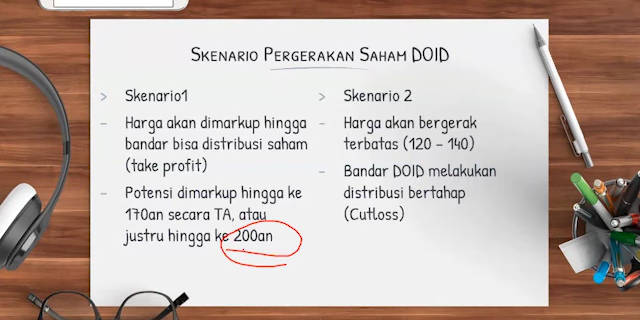 Skenario Pergerakan Saham DOID
> Skenario1
- Harga akan dimarkup hingga
bandar bisa distribusi saham
(take profit)
- Potensi dimarkup hingga ke
170an secara TA, atau
justru hingga ke 200an
> Skenario 2
- Harga akan bergerak
terbatas (120 – 140)
- Bandar DOID melakukan
distribusi bertahap
(Cutloss)